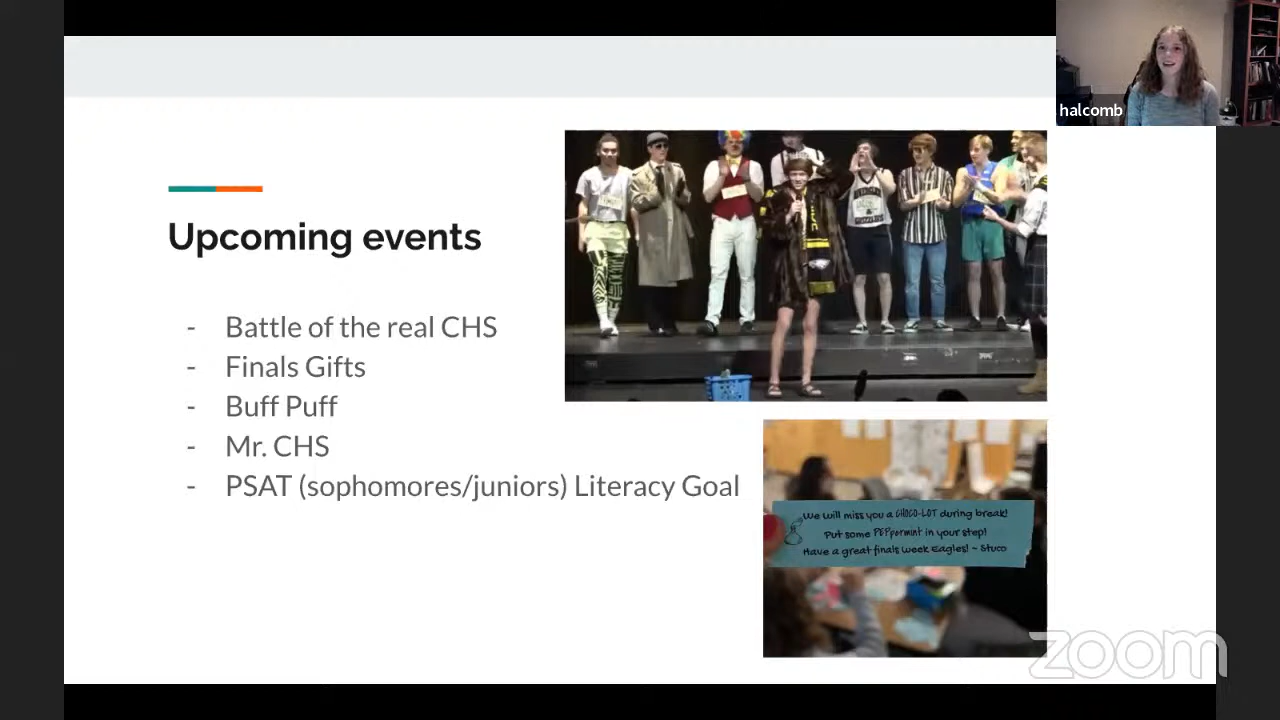 halcomb
Upcoming events
- Battle of the real CHS
- Finals Gifts
- Buff Puff
- Mr. CHS
- PSAT (sophomores/juniors) Literacy Goal
We will miss you a CHOCO-LOT during break!
Put some PEPpermint in your step!
Have a great finals week Eagles! ~ Stuco
zoom